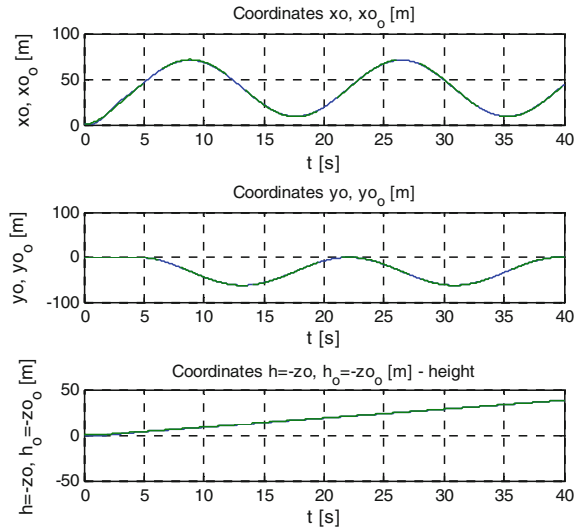 Coordinates xo, xo_o [m]
100
50
0
xo, xo_o [m]
0 5 10 15 20 25 30 35 40
t [s]
Coordinates yo, yo_o [m]
100
0
-100
yo, yo_o [m]
0 5 10 15 20 25 30 35 40
t [s]
Coordinates h=-zo, h_o=-zo_o [m] - height
50
0
-50
h=-zo, h_o=-zo_o [m]
0 5 10 15 20 25 30 35 40
t [s]